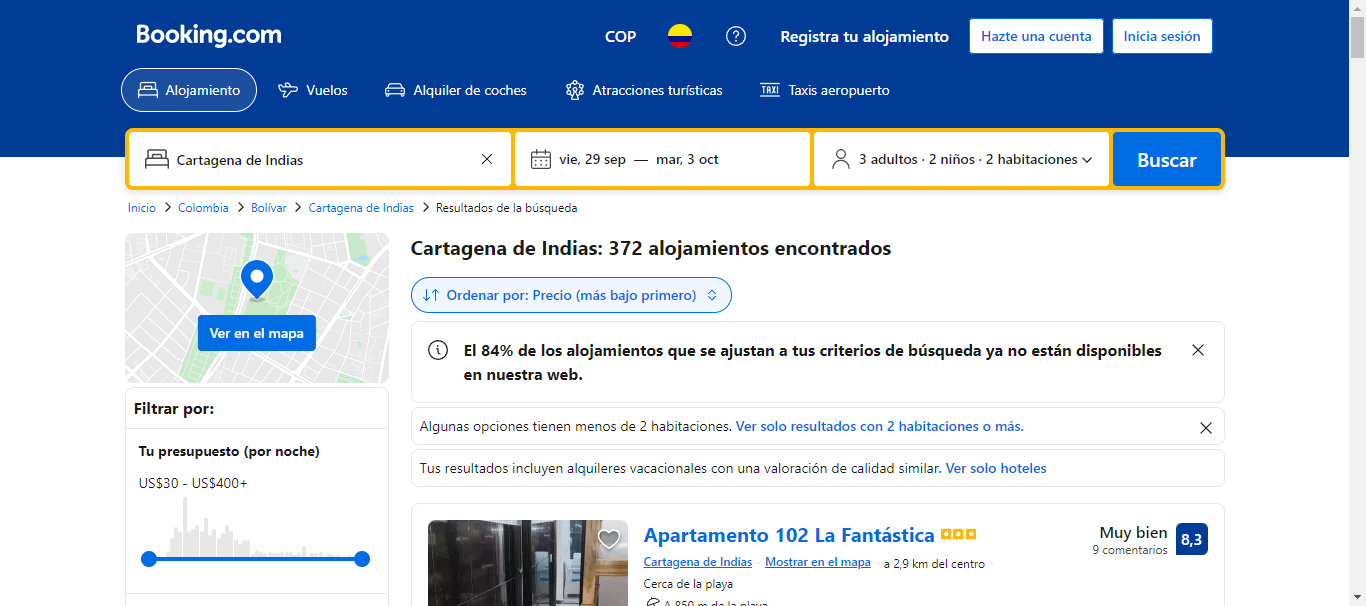 Booking.com
COP
Registra tu alojamiento
Hazte una cuenta
Inicia sesión
Alojamiento
Vuelos
Alquiler de coches
Atracciones turísticas
TAXI
Taxis aeropuerto
Cartagena de Indias
vie, 29 sep — mar, 3 oct
3 adultos · 2 niños · 2 habitaciones
Buscar
Inicio > Colombia > Bolívar > Cartagena de Indias > Resultados de la búsqueda
Ver en el mapa
Filtrar por:
Tu presupuesto (por noche)
US$30 - US$400+
Cartagena de Indias: 372 alojamientos encontrados
Ordenar por: Precio (más bajo primero)
El 84% de los alojamientos que se ajustan a tus criterios de búsqueda ya no están disponibles
en nuestra web.
Algunas opciones tienen menos de 2 habitaciones. Ver solo resultados con 2 habitaciones o más.
Tus resultados incluyen alquileres vacacionales con una valoración de calidad similar. Ver solo hoteles
Apartamento 102 La Fantástica
Muy bien
9 comentarios
8,3
Cartagena de Indias · Mostrar en el mapa · a 2,9 km del centro
Cerca de la playa
A 850 m de la playa